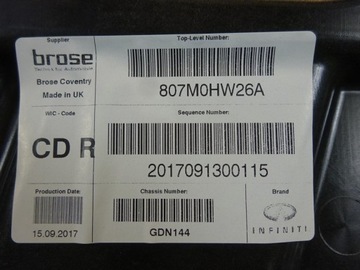 Supplier
Top-Level Number:
brose
Brose Coventry
Made in UK
807M0HW26A
WIC - Code
Sequence Number:
CD R
2017091300115
Production Date:
Chassis Number:
Brand
15.09.2017
GDN144
INFINITI